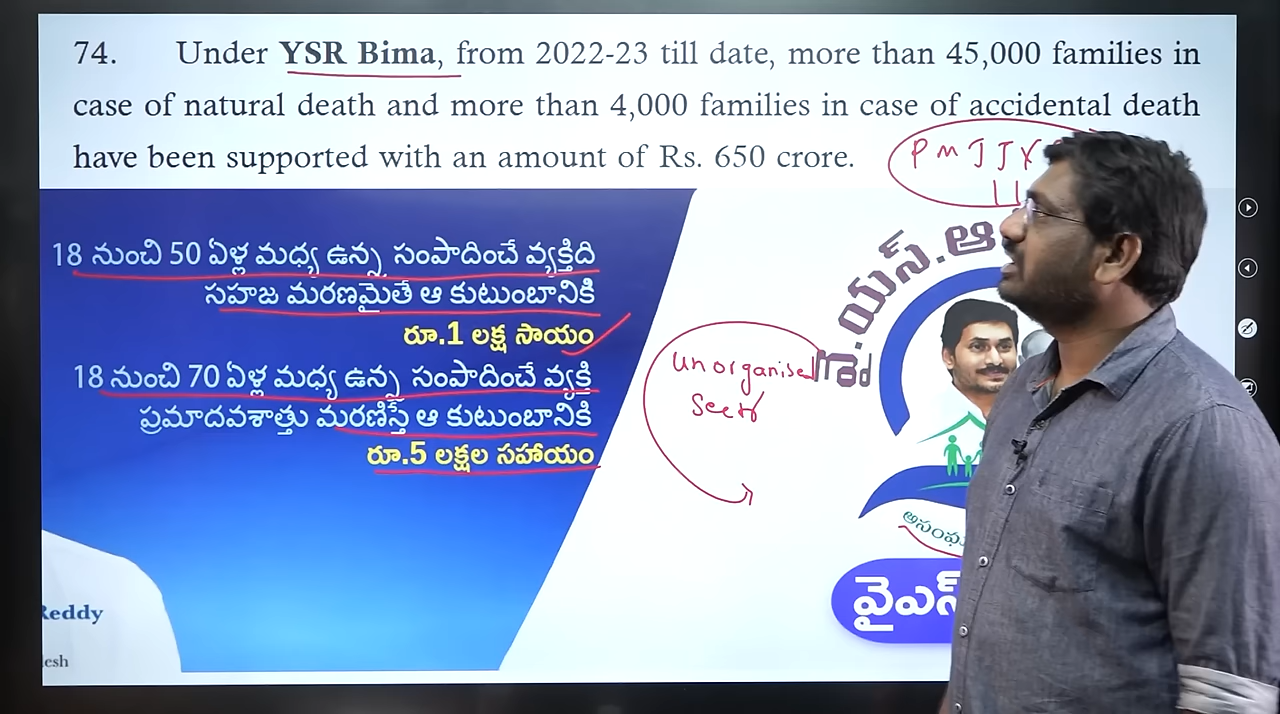 74. Under YSR Bima, from 2022-23 till date, more than 45,000 families in
case of natural death and more than 4,000 families in case of accidental death
have been supported with an amount of Rs. 650 crore.
PMJJY
18 నుంచి 50 ఏళ్ల మధ్య ఉన్న సంపాదించే వ్యక్తిది
సహజ మరణమైతే ఆ కుటుంబానికి
రూ.1 లక్ష సాయం
18 నుంచి 70 ఏళ్ల మధ్య ఉన్న సంపాదించే వ్యక్తి
ప్రమాదవశాత్తు మరణిస్తే ఆ కుటుంబానికి
రూ.5 లక్షల సహాయం
unorganised
వై.యస్.ఆ
Reddy